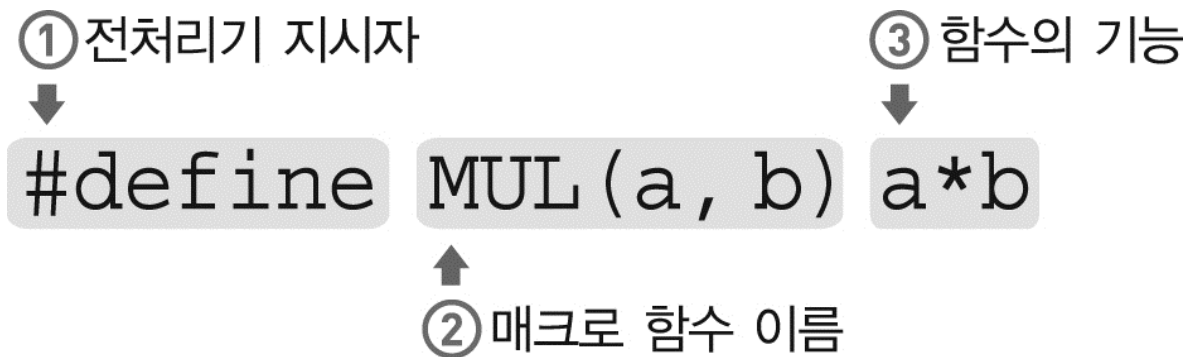 ① 전처리기 지시자
③ 함수의 기능
#define MUL(a, b) a*b
② 매크로 함수 이름